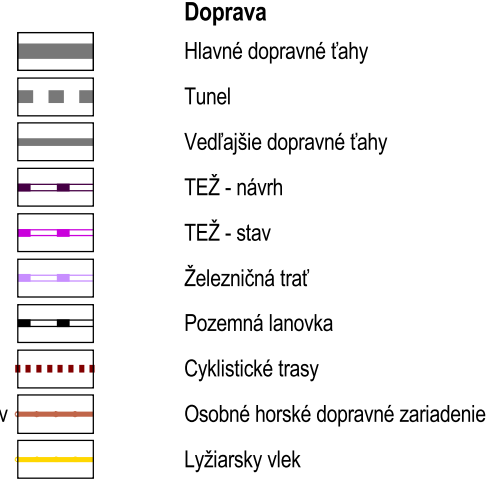 Doprava
Hlavné dopravné ťahy
Tunel
Vedľajšie dopravné ťahy
TEŽ - návrh
TEŽ - stav
Železničná trať
Pozemná lanovka
Cyklistické trasy
v Osobné horské dopravné zariadenie
Lyžiarsky vlek